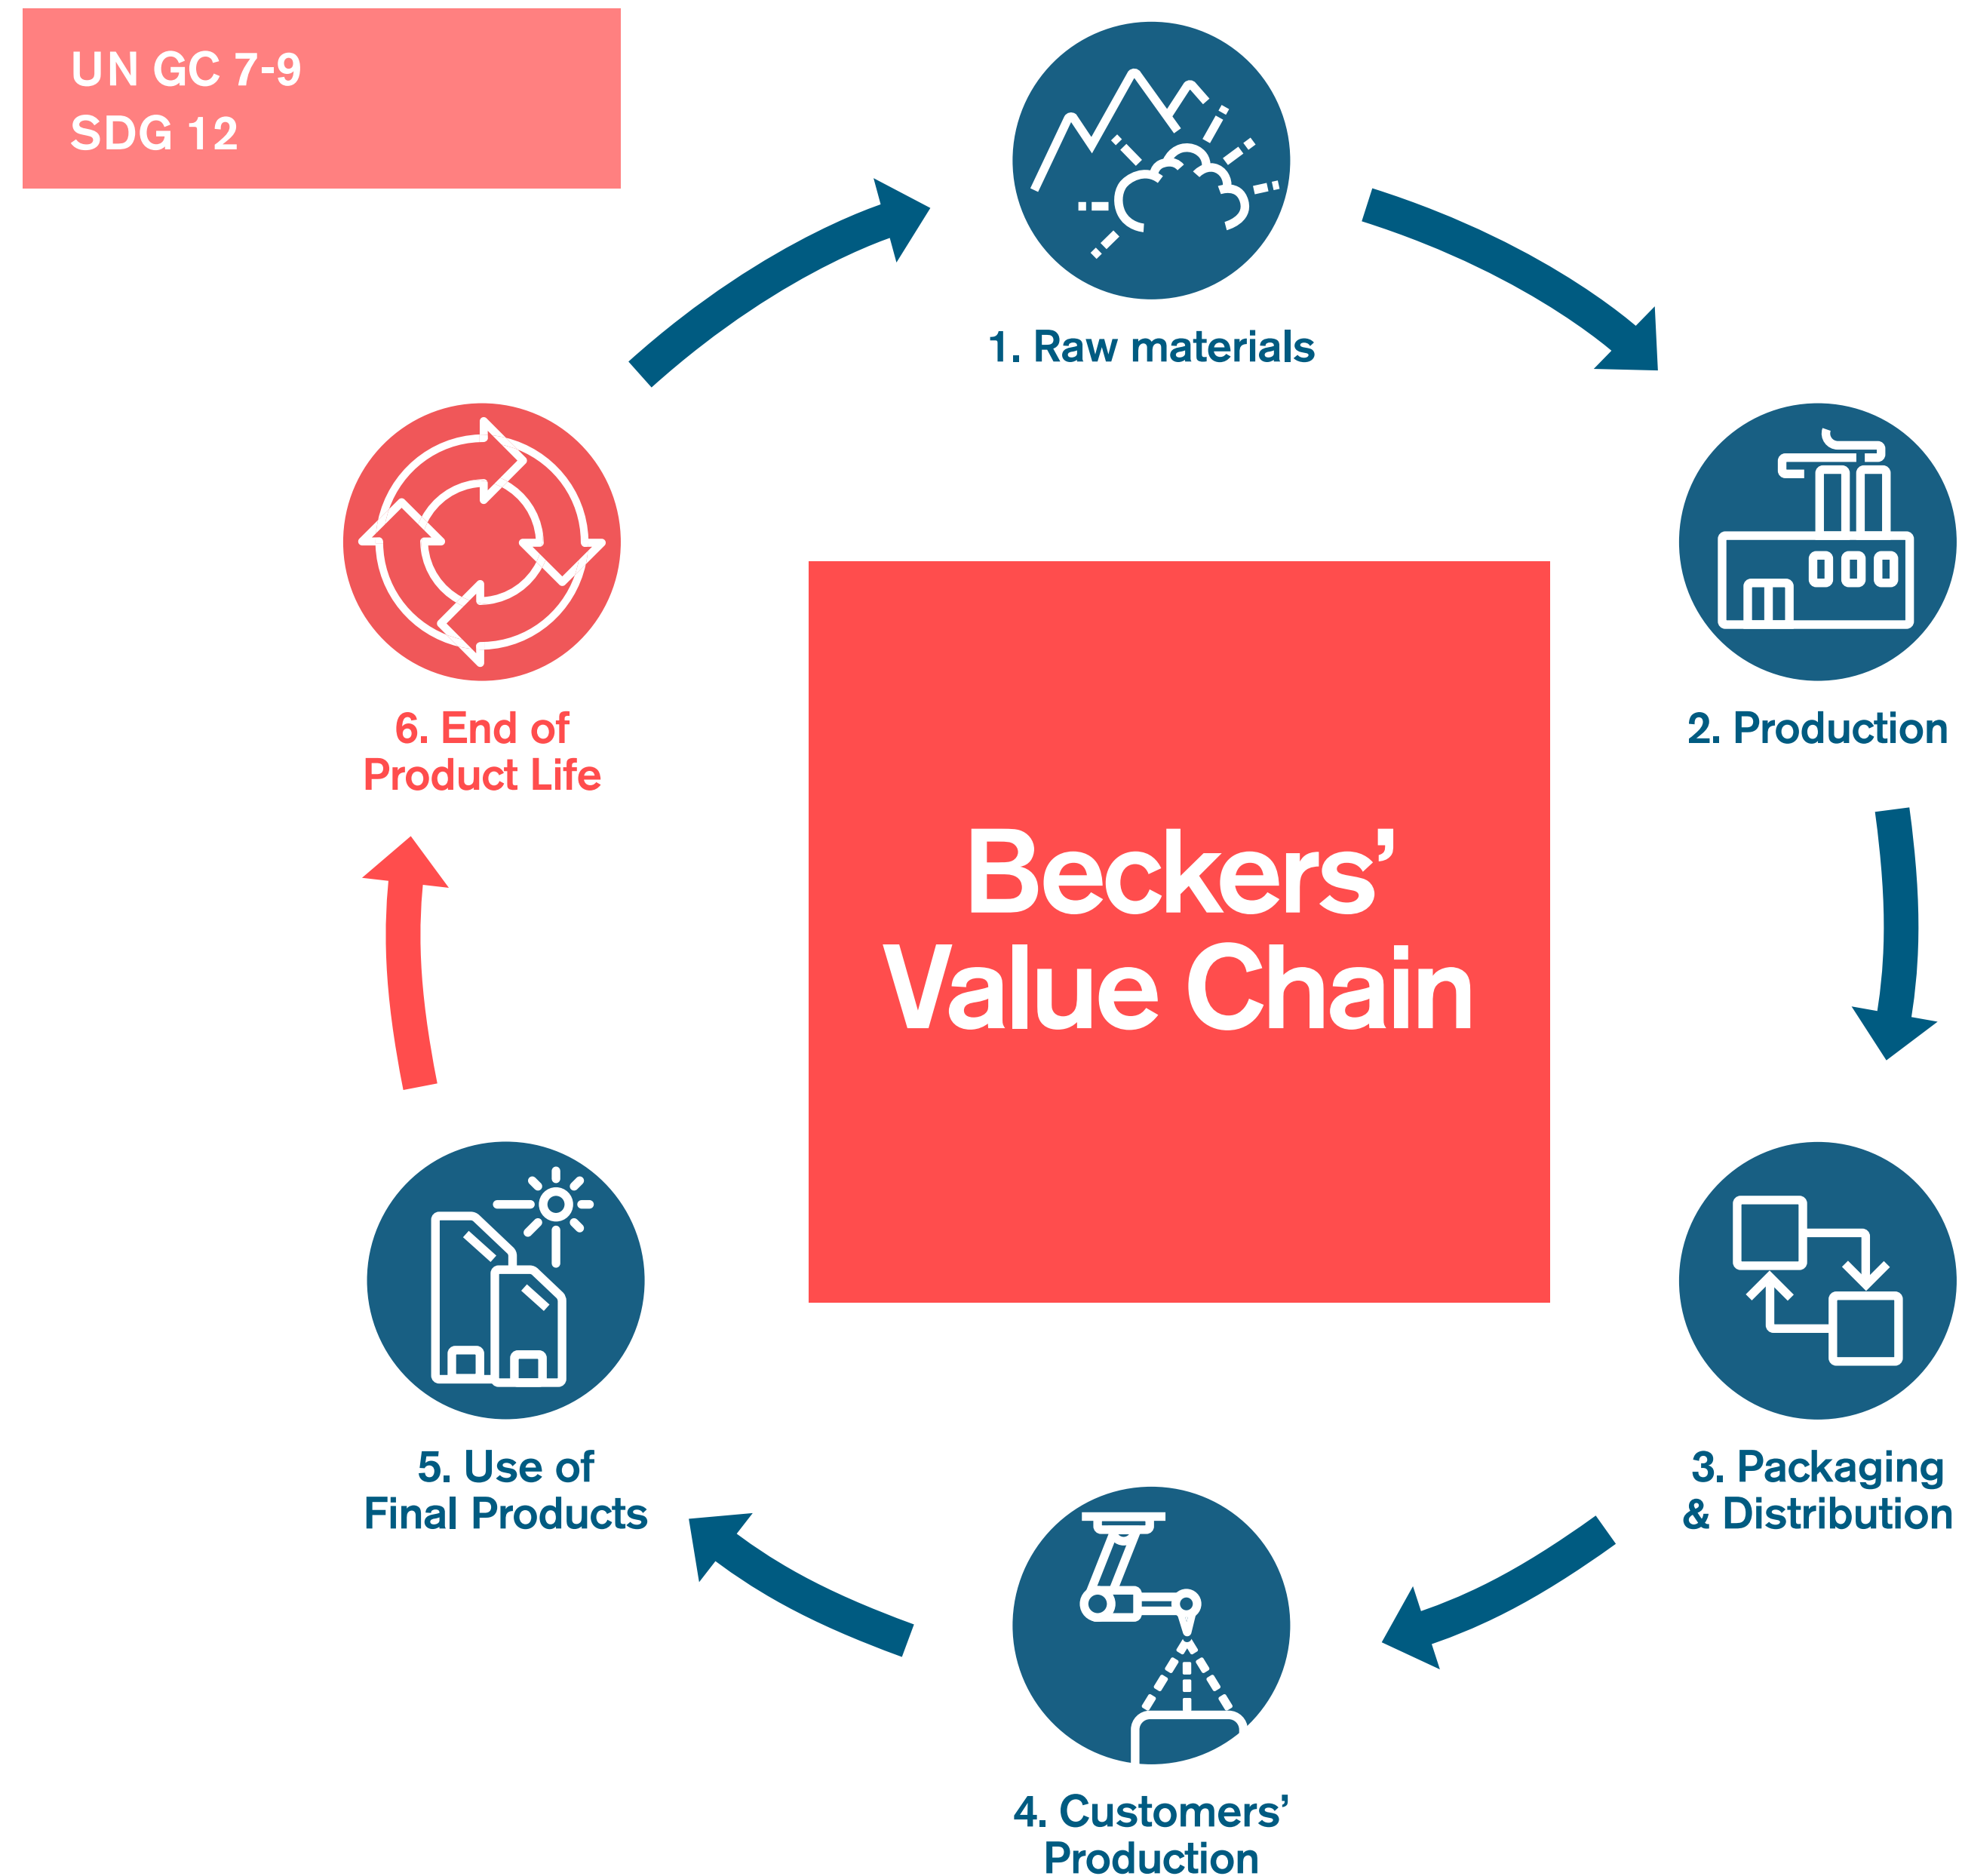 UN GC 7-9
SDG 12
1. Raw materials
2. Production
3. Packaging
& Distribution
4. Customers’
Production
5. Use of
Final Products
6. End of
Product Life
Beckers’
Value Chain